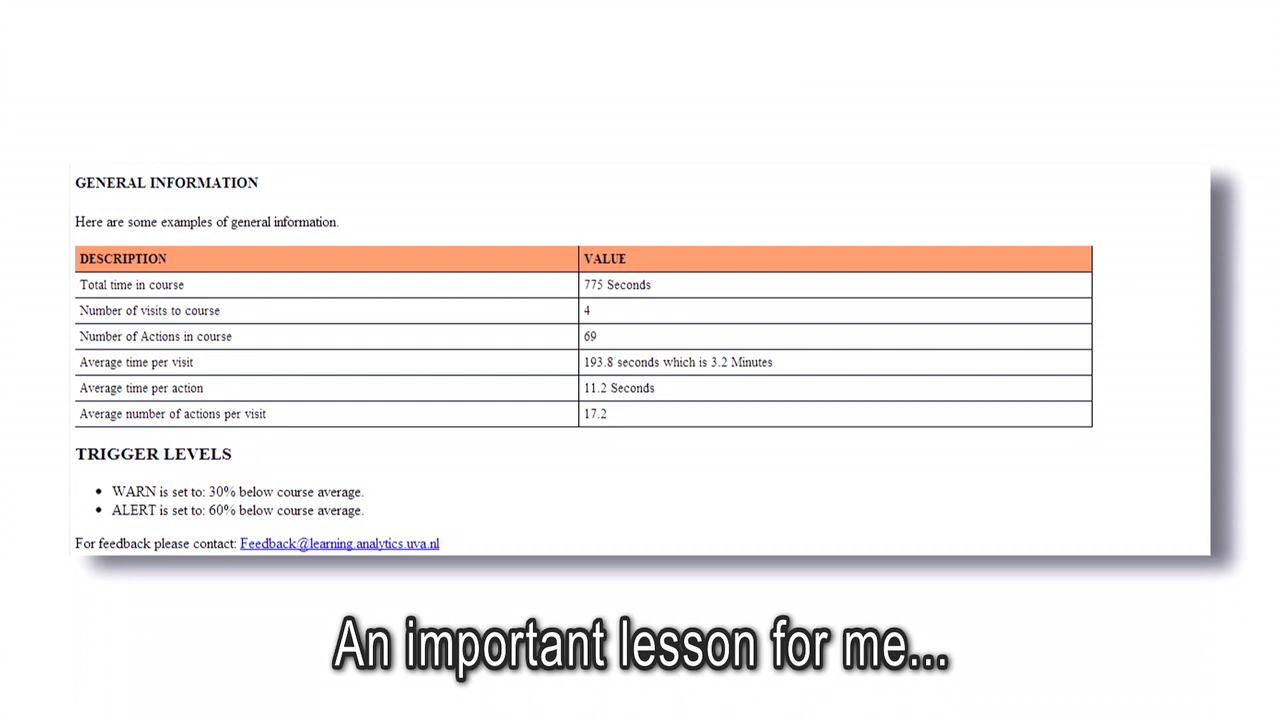 GENERAL INFORMATION
Here are some examples of general information.
DESCRIPTION VALUE
Total time in course 775 Seconds
Number of visits to course 4
Number of Actions in course 69
Average time per visit 193.8 seconds which is 3.2 Minutes
Average time per action 11.2 Seconds
Average number of actions per visit 17.2
TRIGGER LEVELS
• WARN is set to: 30% below course average.
• ALERT is set to: 60% below course average.
For feedback please contact: Feedback@learning.analytics.uva.nl
An important lesson for me...